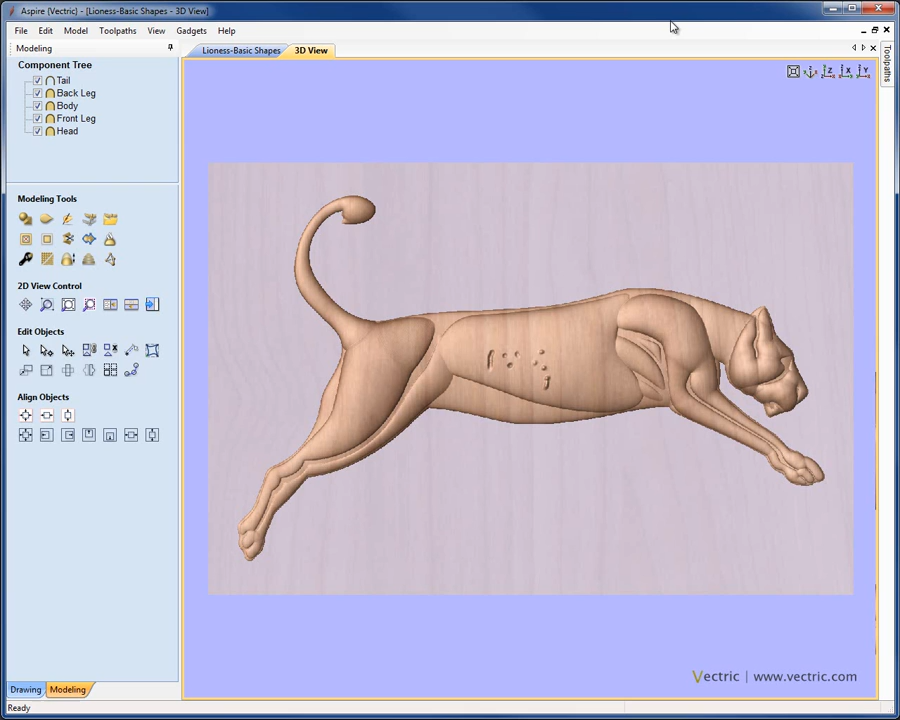 Aspire (Vectric) - [Lioness-Basic Shapes - 3D View]
File Edit Model Toolpaths View Gadgets Help
Modeling
Lioness-Basic Shapes 3D View
Toolpaths
Component Tree
Tail
Back Leg
Body
Front Leg
Head
Modeling Tools
2D View Control
Edit Objects
Align Objects
Z X Y
Vectric | www.vectric.com
Drawing Modeling
Ready